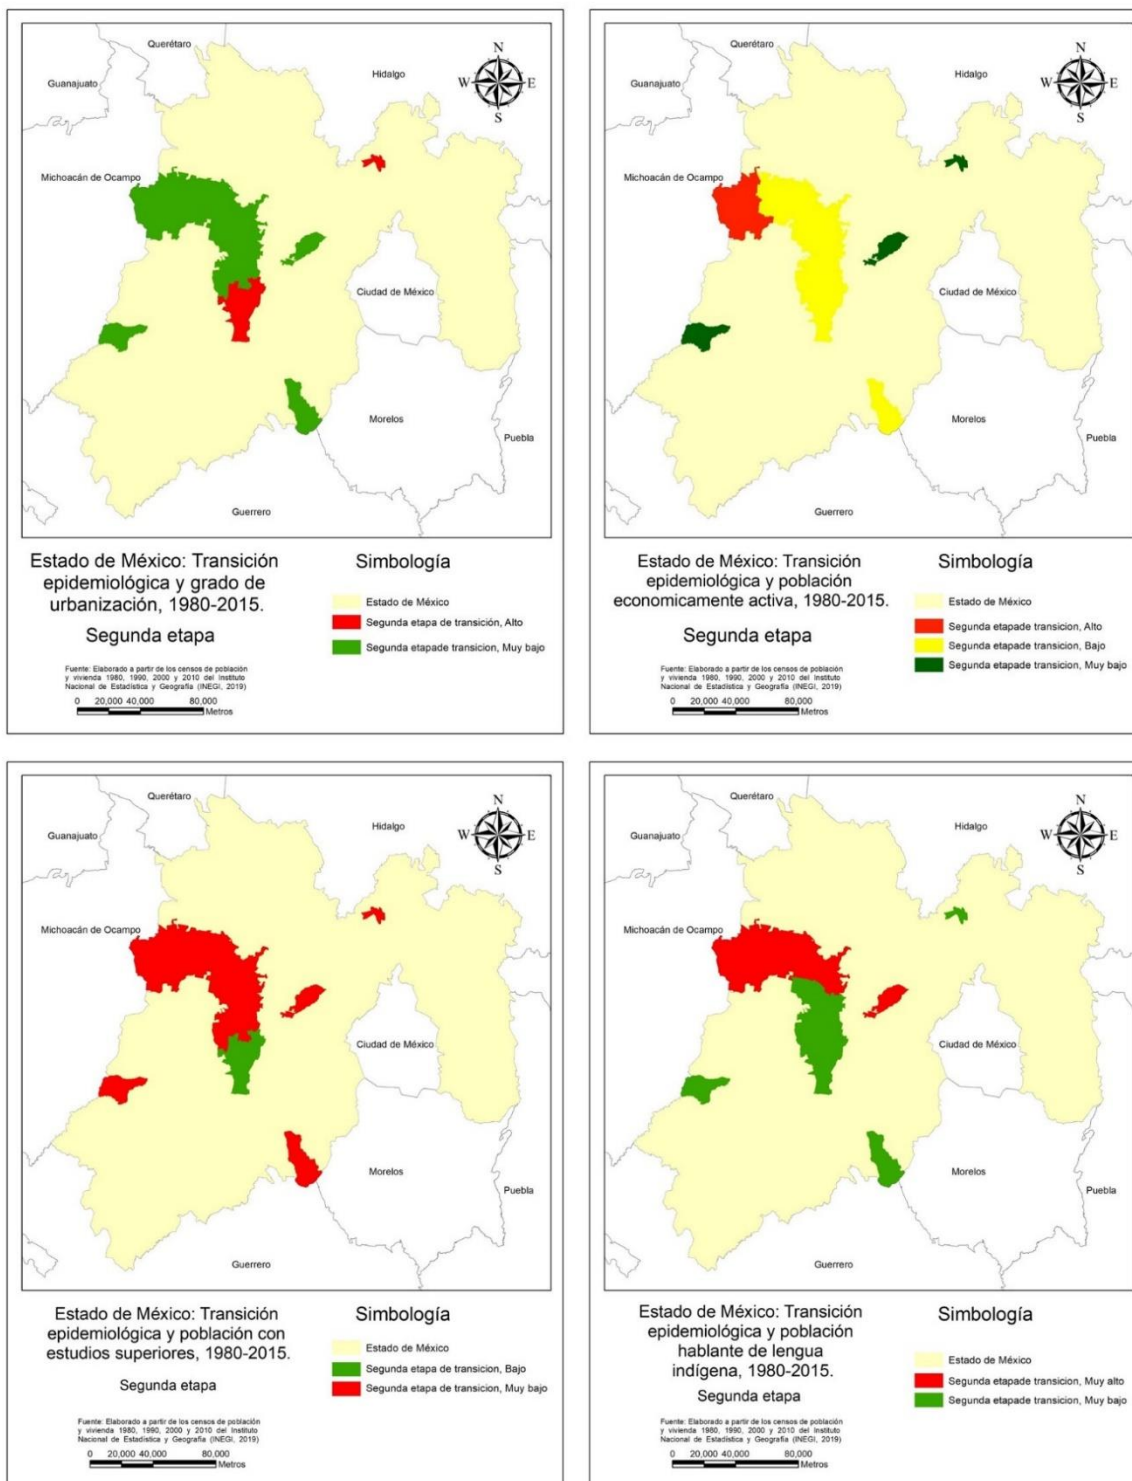 Querétaro
Guanajuato
Hidalgo
N
W E
S
Michoacán de Ocampo
Ciudad de México
Morelos
Puebla
Guerrero
Estado de México: Transición
epidemiológica y grado de
urbanización, 1980-2015.
Segunda etapa
Fuente: Elaborado a partir de los censos de población
y vivienda 1980, 1990, 2000 y 2010 del Instituto
Nacional de Estadística y Geografía (INEGI, 2019)
0 20,000 40,000 80,000
Metros
Simbología
Estado de México
Segunda etapa de transición, Alto
Segunda etapade transicion, Muy bajo
Querétaro
Guanajuato
Hidalgo
N
W E
S
Michoacán de Ocampo
Ciudad de México
Morelos
Puebla
Guerrero
Estado de México: Transición
epidemiológica y población
economicamente activa, 1980-2015.
Segunda etapa
Fuente: Elaborado a partir de los censos de población
y vivienda 1980, 1990, 2000 y 2010 del Instituto
Nacional de Estadística y Geografía (INEGI, 2019)
0 20,000 40,000 80,000
Metros
Simbología
Estado de México
Segunda etapade transicion, Alto
Segunda etapade transicion, Bajo
Segunda etapade transicion, Muy bajo
Querétaro
Guanajuato
Hidalgo
N
W E
S
Michoacán de Ocampo
Ciudad de México
Morelos
Puebla
Guerrero
Estado de México: Transición
epidemiológica y población con
estudios superiores, 1980-2015.
Segunda etapa
Fuente: Elaborado a partir de los censos de población
y vivienda 1980, 1990, 2000 y 2010 del Instituto
Nacional de Estadística y Geografía (INEGI, 2019)
0 20,000 40,000 80,000
Metros
Simbología
Estado de México
Segunda etapa de transicion, Bajo
Segunda etapa de transicion, Muy bajo
Querétaro
Guanajuato
Hidalgo
N
W E
S
Michoacán de Ocampo
Ciudad de México
Morelos
Puebla
Guerrero
Estado de México: Transición
epidemiológica y población
hablante de lengua
indígena, 1980-2015.
Segunda etapa
Fuente: Elaborado a partir de los censos de población
y vivienda 1980, 1990, 2000 y 2010 del Instituto
Nacional de Estadística y Geografía (INEGI, 2019)
0 20,000 40,000 80,000
Metros
Simbología
Estado de México
Segunda etapade transicion, Muy alto
Segunda etapade transicion, Muy bajo